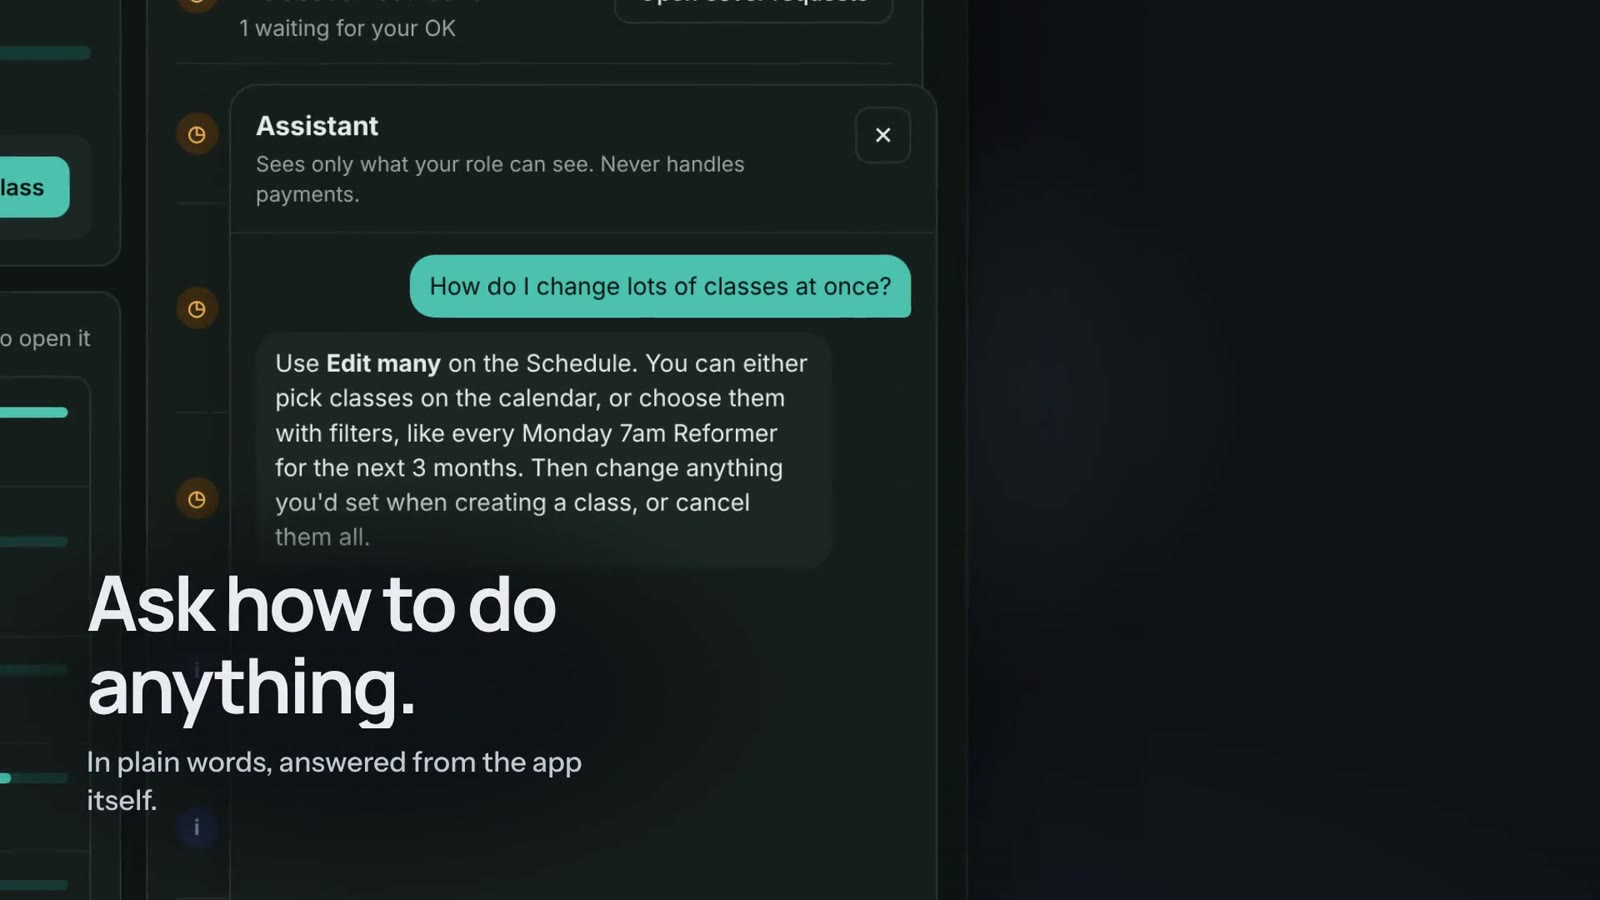 1 waiting for your OK
Assistant
Sees only what your role can see. Never handles
payments.
lass
How do I change lots of classes at once?
o open it
Use Edit many on the Schedule. You can either
pick classes on the calendar, or choose them
with filters, like every Monday 7am Reformer
for the next 3 months. Then change anything
you'd set when creating a class, or cancel
them all.
Ask how to do
anything.
In plain words, answered from the app
itself.